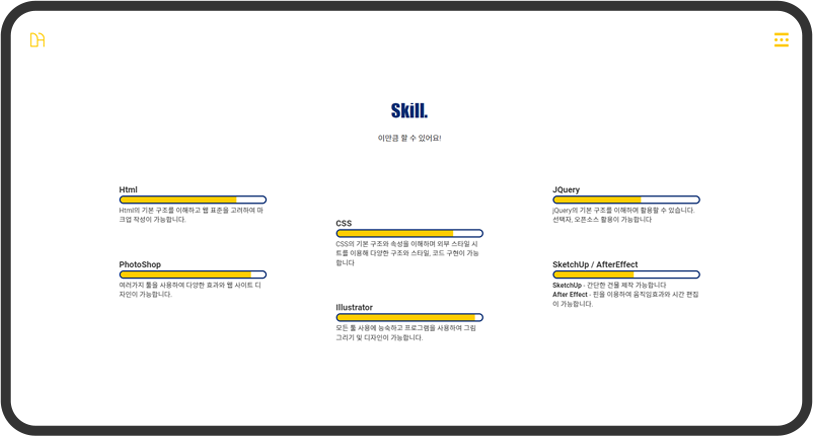 DA
Skill.
이만큼 할 수 있어요!
Html
Html의 기본 구조를 이해하고 웹 표준을 고려하여 마
크업 작성이 가능합니다.
PhotoShop
여러가지 툴을 사용하여 다양한 효과와 웹 사이트 디
자인이 가능합니다.
CSS
CSS의 기본 구조와 속성을 이해하며 외부 스타일 시
트를 이용해 다양한 구조와 스타일, 코드 구현이 가능
합니다
Illustrator
모든 툴 사용에 능숙하고 프로그램을 사용하여 그림
그리기 및 디자인이 가능합니다.
JQuery
jQuery의 기본 구조를 이해하며 활용할 수 있습니다.
선택자, 오픈소스 활용이 가능합니다
SketchUp / AfterEffect
SketchUp - 간단한 건물 제작 가능합니다
After Effect - 핀을 이용하여 움직임효과와 시간 편집
이 가능합니다.